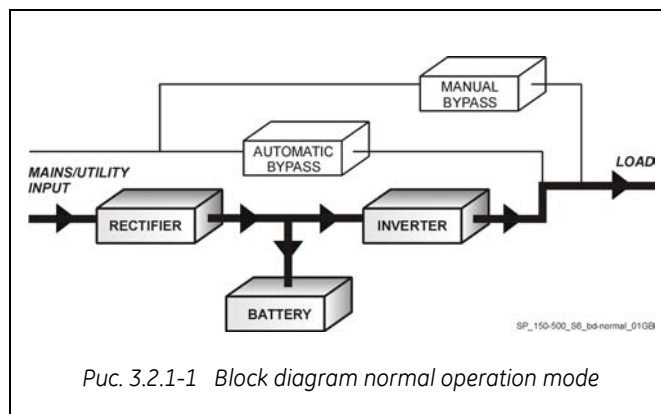 MANUAL
BYPASS
AUTOMATIC
BYPASS
MAINS/UTILITY
INPUT
LOAD
RECTIFIER
INVERTER
BATTERY
SP_150-500_S6_bd-normal_01GB
Рис. 3.2.1-1 Block diagram normal operation mode